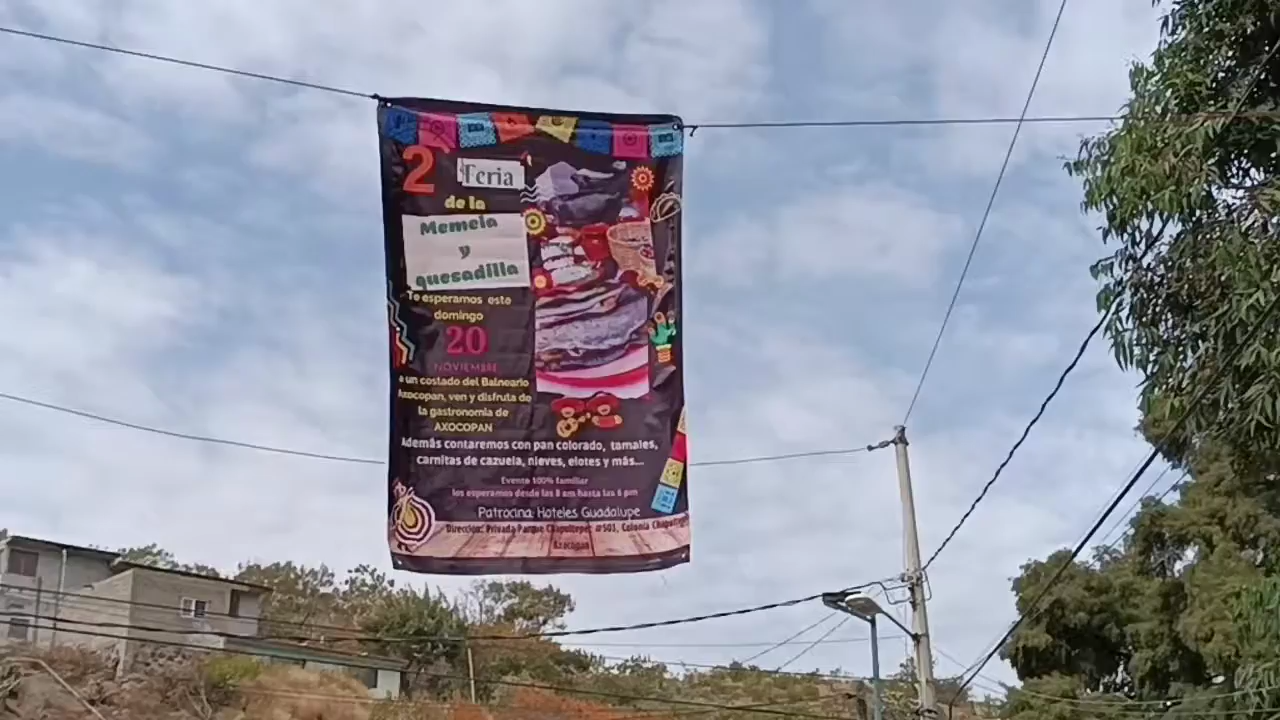 2 Feria
de la
Memela
y
quesadilla
Te esperamos este
domingo
20
NOVIEMBRE
a un costado del Balneario
Axocopan, ven y disfruta de
la gastronomia de
AXOCOPAN
Además contaremos con pan colorado, tamales,
carnitas de cazuela, nieves, elotes y más...
Evento 100% familiar
los esperamos desde las 8 am hasta las 6 pm
Patrocina: Hoteles Guadalupe
Dirección: Privada Parque Chapultepec #503, Colonia
Axocopan